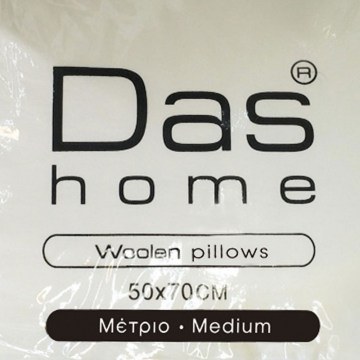 Das®
home
Woolen pillows
50x70CM
Μέτριο • Medium